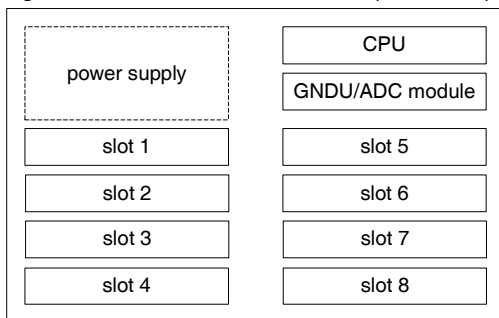 power supply
CPU
GNDU/ADC module
slot 1
slot 5
slot 2
slot 6
slot 3
slot 7
slot 4
slot 8